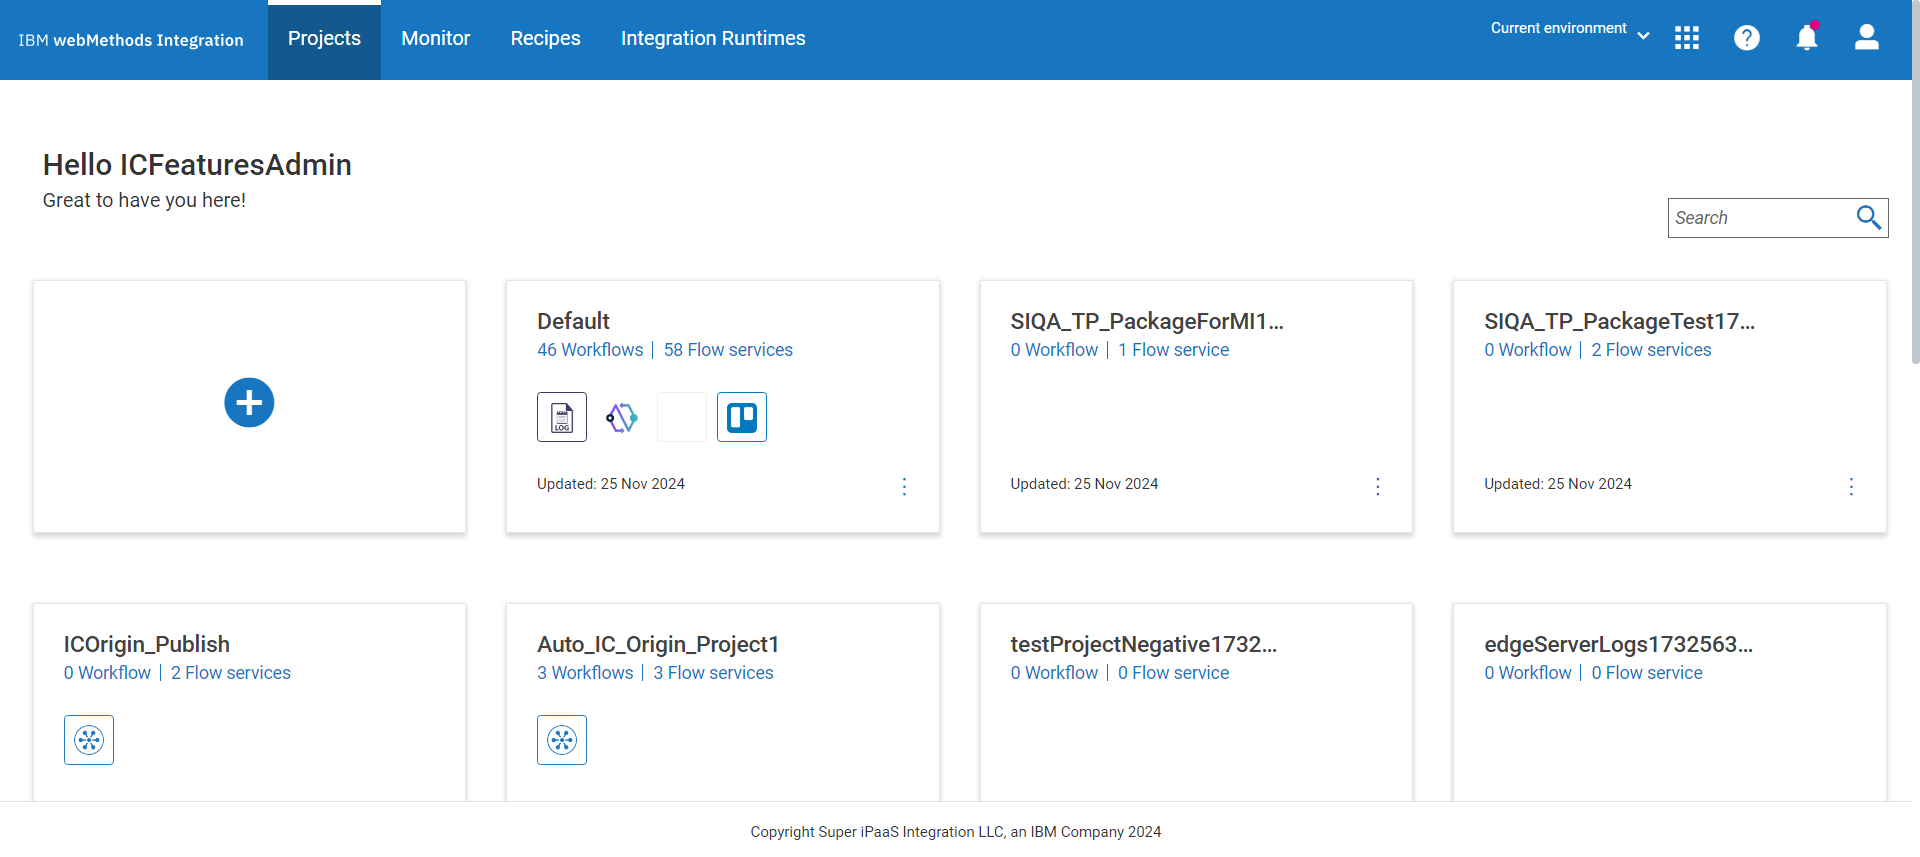 IBM webMethods Integration
Projects
Monitor
Recipes
Integration Runtimes
Current environment
Hello ICFeaturesAdmin
Great to have you here!
Search
Default
46 Workflows | 58 Flow services
LOG
Updated: 25 Nov 2024
SIQA_TP_PackageForMI1...
0 Workflow | 1 Flow service
Updated: 25 Nov 2024
SIQA_TP_PackageTest17...
0 Workflow | 2 Flow services
Updated: 25 Nov 2024
ICOrigin_Publish
0 Workflow | 2 Flow services
Auto_IC_Origin_Project1
3 Workflows | 3 Flow services
testProjectNegative1732...
0 Workflow | 0 Flow service
edgeServerLogs1732563...
0 Workflow | 0 Flow service
Copyright Super iPaaS Integration LLC, an IBM Company 2024